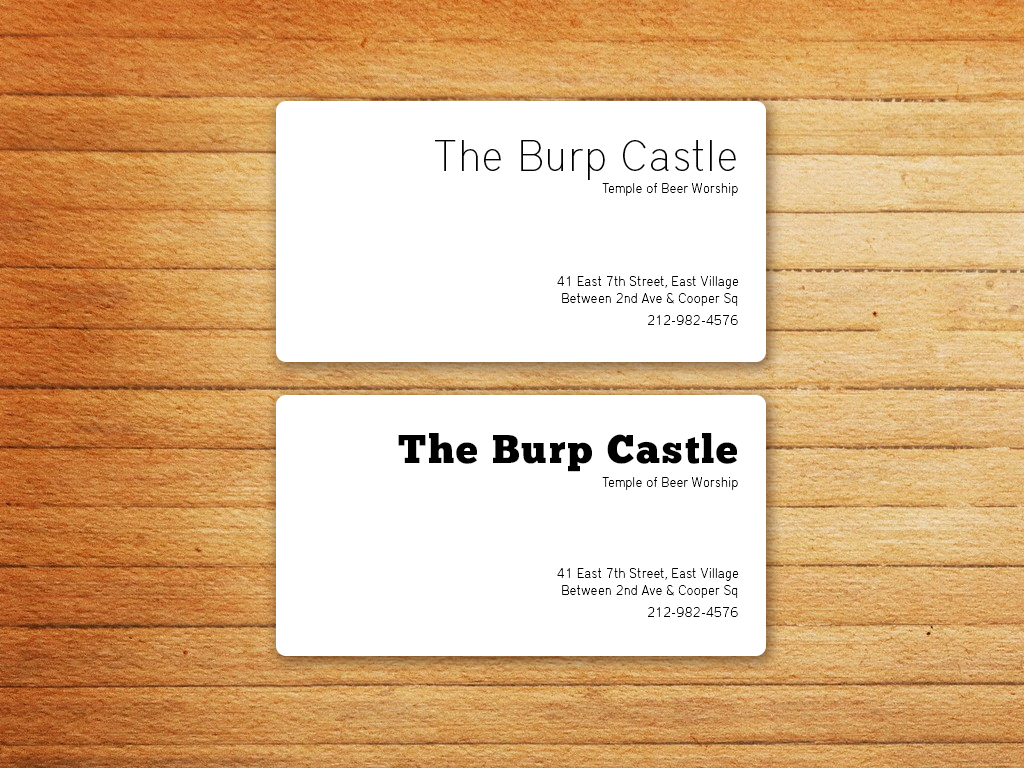 The Burp Castle
Temple of Beer Worship
41 East 7th Street, East Village
Between 2nd Ave & Cooper Sq
212-982-4576
The Burp Castle
Temple of Beer Worship
41 East 7th Street, East Village
Between 2nd Ave & Cooper Sq
212-982-4576